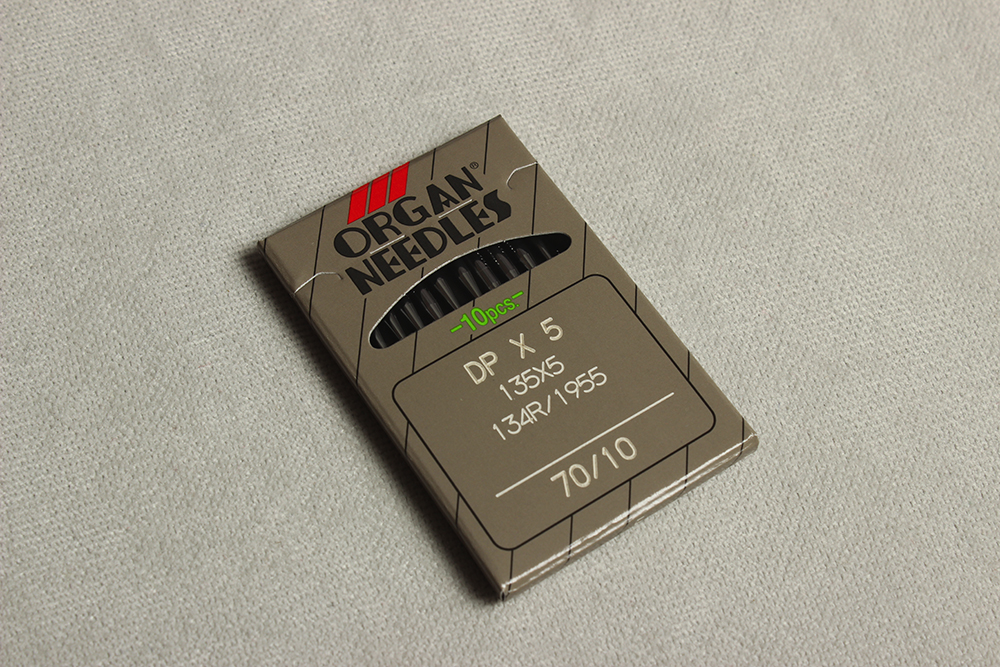 ORGAN®
NEEDLES
-10pcs.-
DP X 5
135X5
134R/1955
70/10